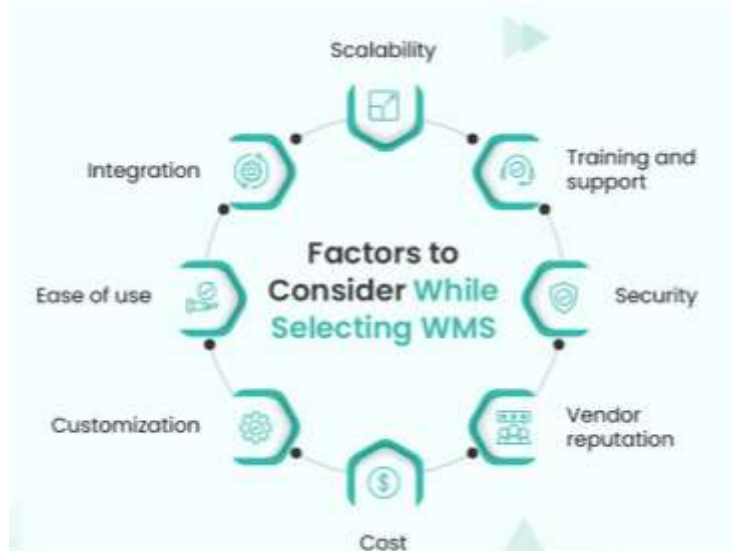 Scalability
Integration
Training and
support
Factors to
Consider While
Selecting WMS
Ease of use
Security
Customization
Vendor
reputation
Cost